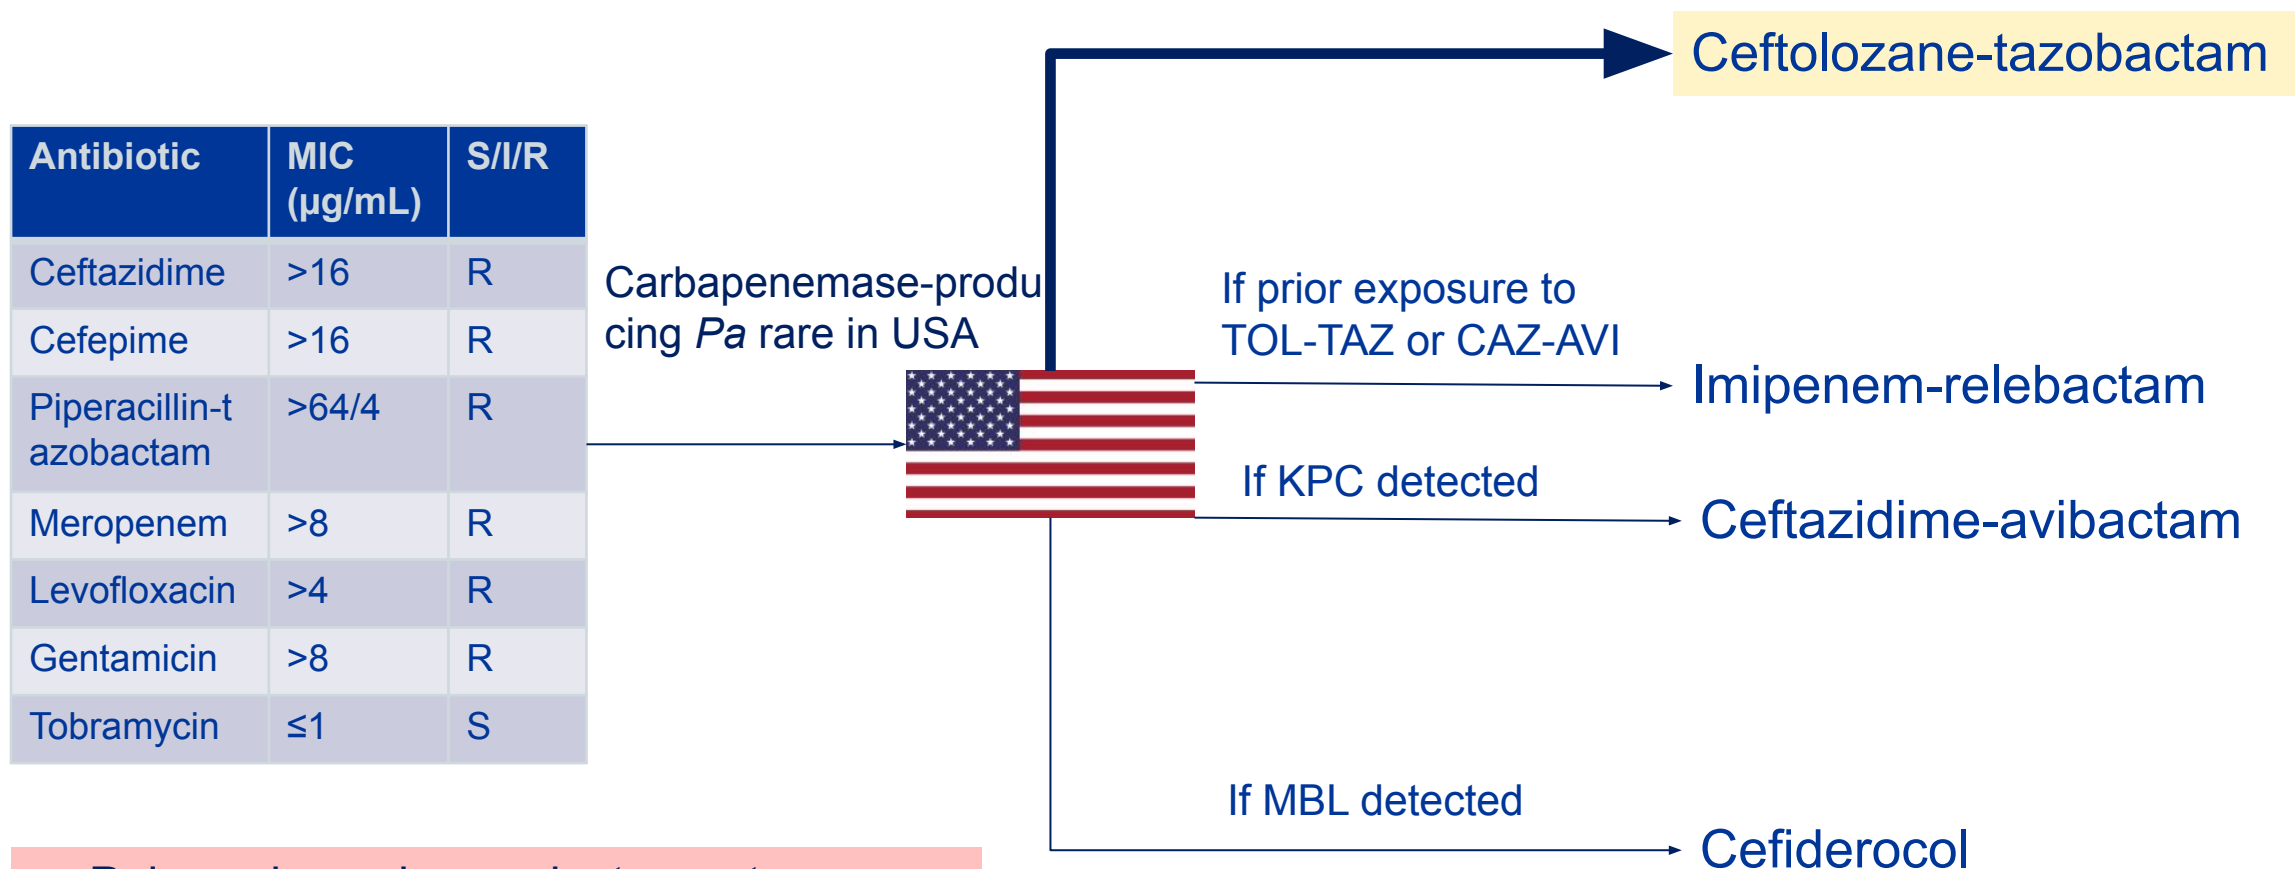 Ceftolozane-tazobactam
Antibiotic MIC (µg/mL) S/I/R
Ceftazidime >16 R
Cefepime >16 R
Piperacillin-t
azobactam >64/4 R
Meropenem >8 R
Levofloxacin >4 R
Gentamicin >8 R
Tobramycin ≤1 S
Carbapenemase-produ
cing Pa rare in USA
If prior exposure to
TOL-TAZ or CAZ-AVI
Imipenem-relebactam
If KPC detected
Ceftazidime-avibactam
If MBL detected
Cefiderocol